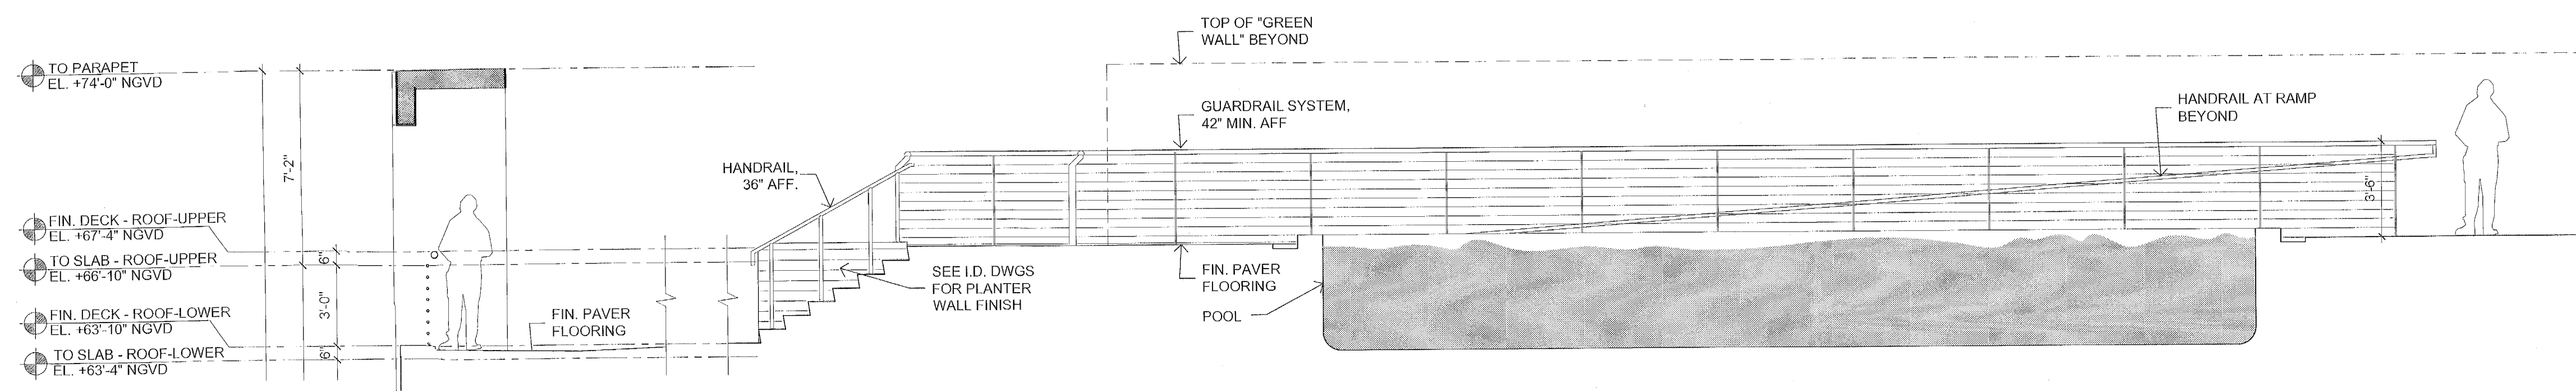 TO PARAPET
EL. +74'-0" NGVD
7'-2"
FIN. DECK - ROOF-UPPER
EL. +67'-4" NGVD
6"
TO SLAB - ROOF-UPPER
EL. +66'-10" NGVD
3'-0"
FIN. DECK - ROOF-LOWER
EL. +63'-10" NGVD
6"
TO SLAB - ROOF-LOWER
EL. +63'-4" NGVD
FIN. PAVER
FLOORING
HANDRAIL,
36" AFF.
SEE I.D. DWGS
FOR PLANTER
WALL FINISH
TOP OF "GREEN
WALL" BEYOND
GUARDRAIL SYSTEM,
42" MIN. AFF
FIN. PAVER
FLOORING
POOL
HANDRAIL AT RAMP
BEYOND
3'-6"